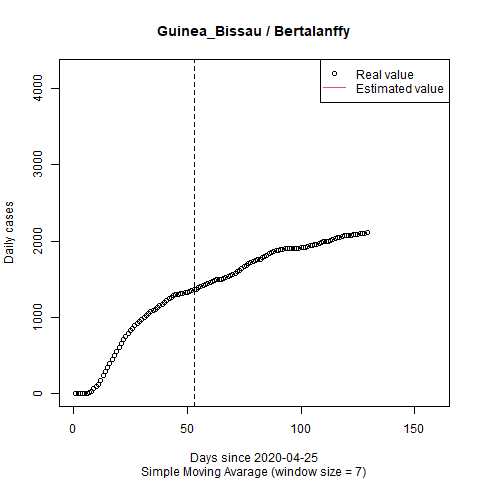 Guinea_Bissau / Bertalanffy
Real value
Estimated value
Daily cases
4000
3000
2000
1000
0
0 50 100 150
Days since 2020-04-25
Simple Moving Avarage (window size = 7)